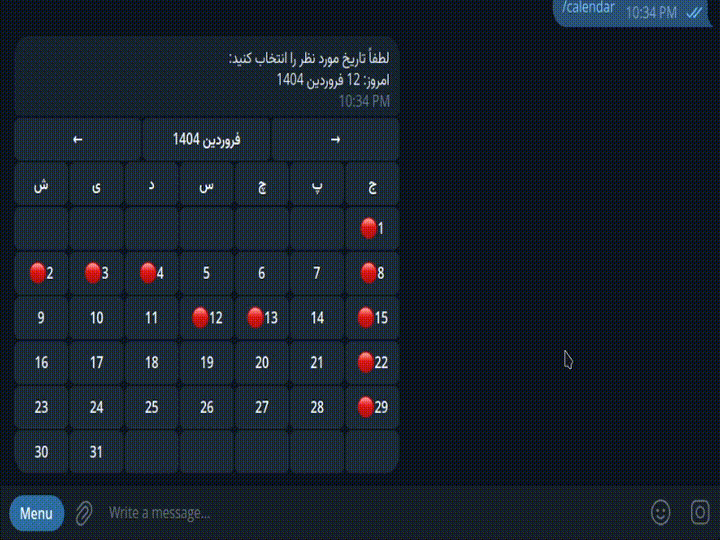 /calendar 10:34 PM
لطفاً تاریخ مورد نظر را انتخاب کنید:
امروز: 12 فروردین 1404
10:34 PM
← فروردین 1404 →
ش ی د س چ پ ج
1
2 3 4 5 6 7 8
9 10 11 12 13 14 15
16 17 18 19 20 21 22
23 24 25 26 27 28 29
30 31
Menu Write a message...